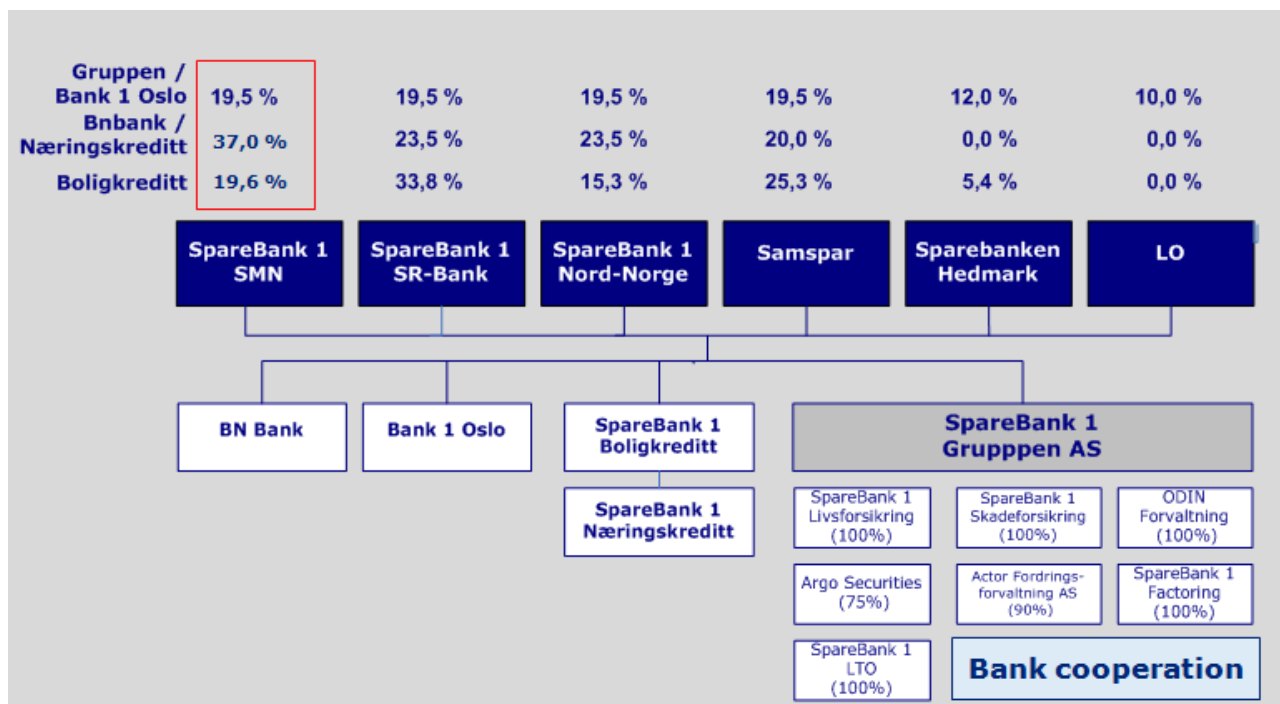 Gruppen /
Bank 1 Oslo 19,5 % 19,5 % 19,5 % 19,5 % 12,0 % 10,0 %
Bnbank /
Næringskreditt 37,0 % 23,5 % 23,5 % 20,0 % 0,0 % 0,0 %
Boligkreditt 19,6 % 33,8 % 15,3 % 25,3 % 5,4 % 0,0 %
SpareBank 1
SMN
SpareBank 1
SR-Bank
SpareBank 1
Nord-Norge
Samspar
Sparebanken
Hedmark
LO
BN Bank
Bank 1 Oslo
SpareBank 1
Boligkreditt
SpareBank 1
Næringskreditt
SpareBank 1
Grupppen AS
SpareBank 1
Livsforsikring
(100%)
SpareBank 1
Skadeforsikring
(100%)
ODIN
Forvaltning
(100%)
Argo Securities
(75%)
Actor Fordrings-
forvaltning AS
(90%)
SpareBank 1
Factoring
(100%)
SpareBank 1
LTO
(100%)
Bank cooperation